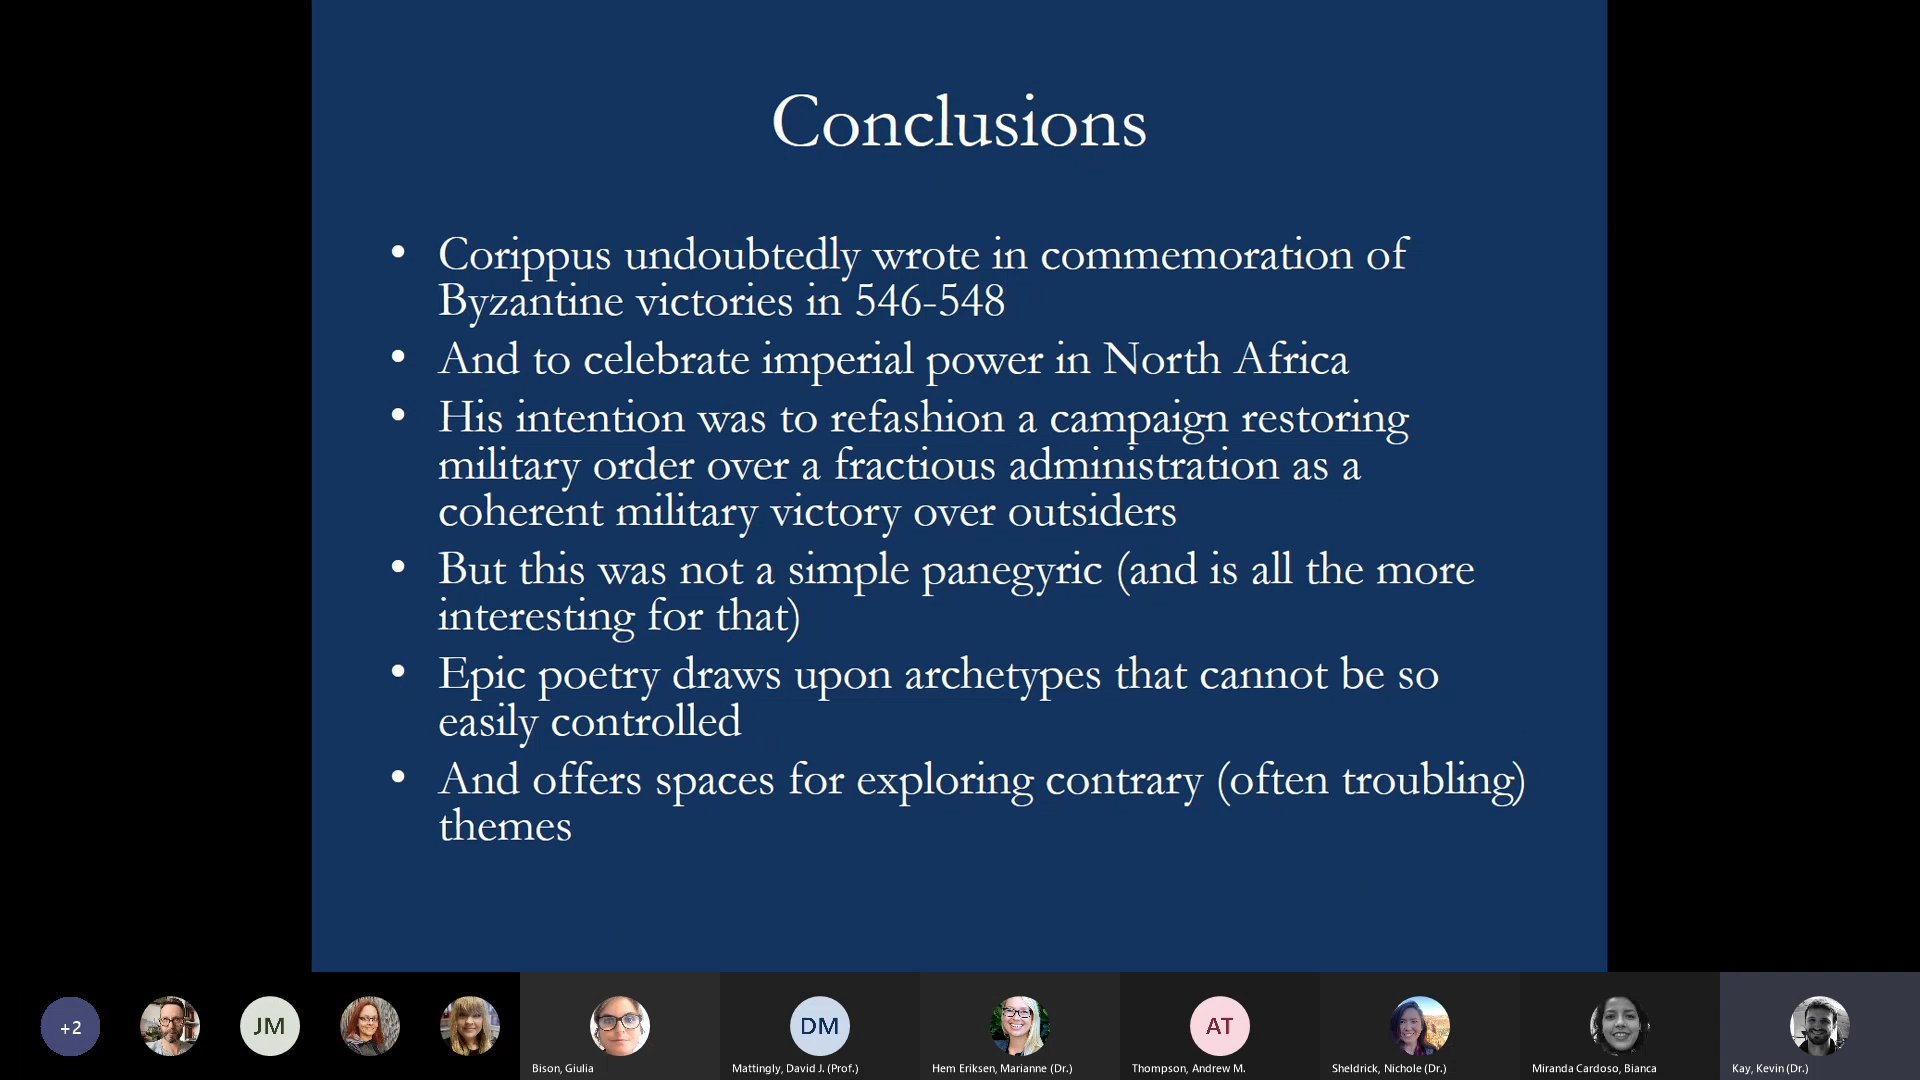 Conclusions
• Corippus undoubtedly wrote in commemoration of
Byzantine victories in 546-548
• And to celebrate imperial power in North Africa
• His intention was to refashion a campaign restoring
military order over a fractious administration as a
coherent military victory over outsiders
• But this was not a simple panegyric (and is all the more
interesting for that)
• Epic poetry draws upon archetypes that cannot be so
easily controlled
• And offers spaces for exploring contrary (often troubling)
themes
+2
JM
DM
AT
Bison, Giulia
Mattingly, David J. (Prof.)
Hem Eriksen, Marianne (Dr.)
Thompson, Andrew M.
Sheldrick, Nichole (Dr.)
Miranda Cardoso, Bianca
Kay, Kevin (Dr.)